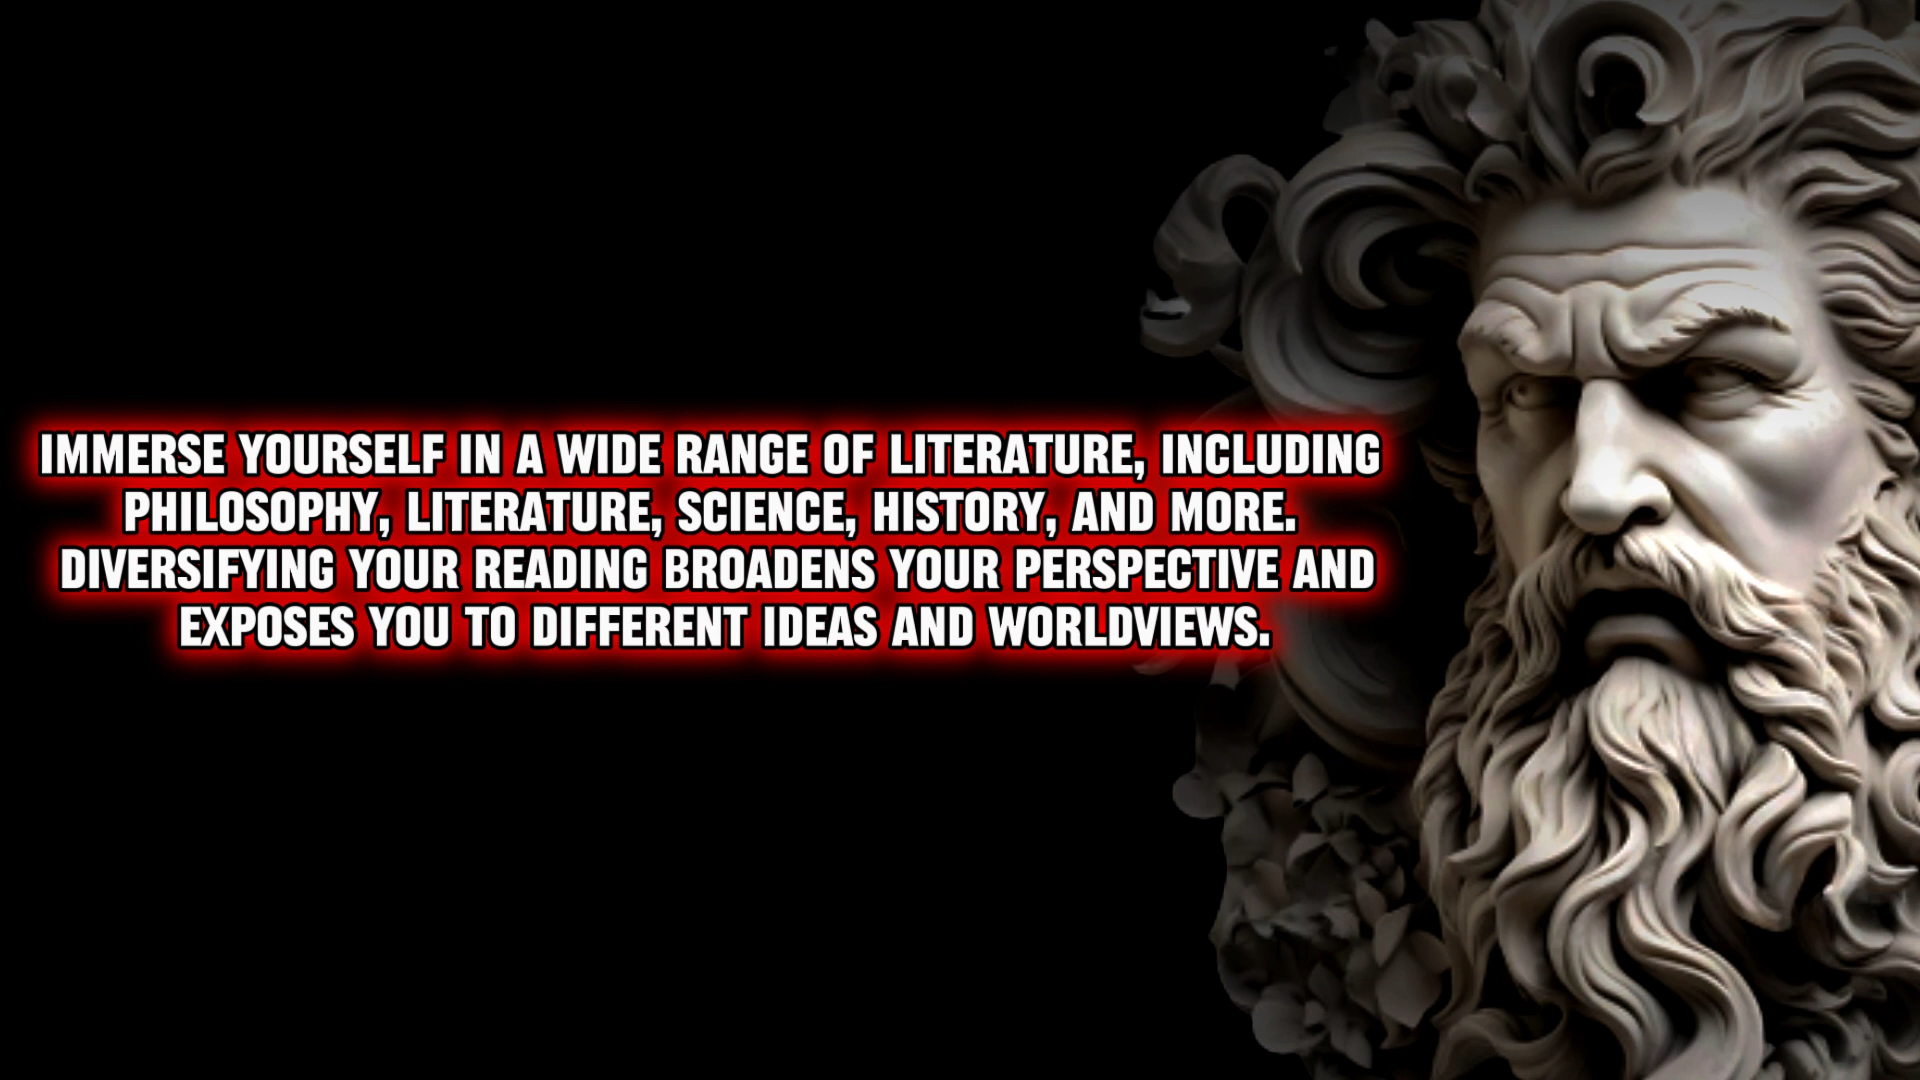 IMMERSE YOURSELF IN A WIDE RANGE OF LITERATURE, INCLUDING
PHILOSOPHY, LITERATURE, SCIENCE, HISTORY, AND MORE.
DIVERSIFYING YOUR READING BROADENS YOUR PERSPECTIVE AND
EXPOSES YOU TO DIFFERENT IDEAS AND WORLDVIEWS.